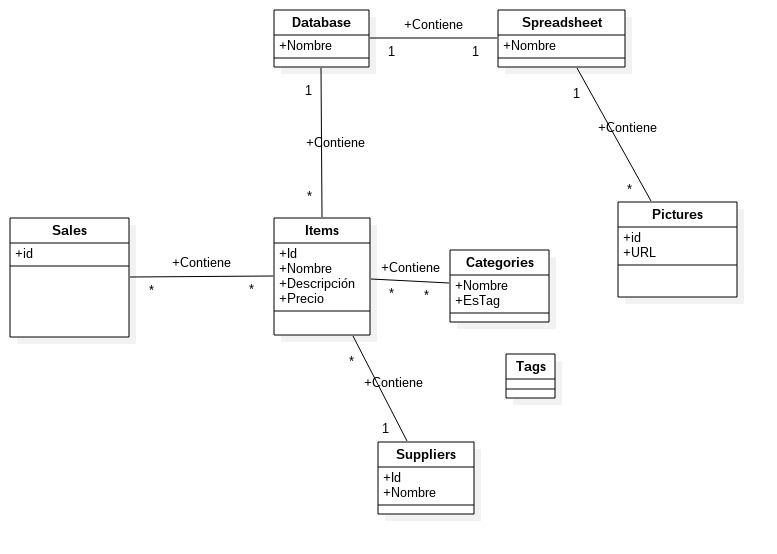 Database
+Nombre
+Contiene
1
1
Spreadsheet
+Nombre
1
+Contiene
*
1
+Contiene
*
Pictures
+id
+URL
Sales
+id
+Contiene
*
*
Items
+Id
+Nombre
+Descripción
+Precio
+Contiene
*
*
Categories
+Nombre
+EsTag
Tags
*
+Contiene
1
Suppliers
+Id
+Nombre